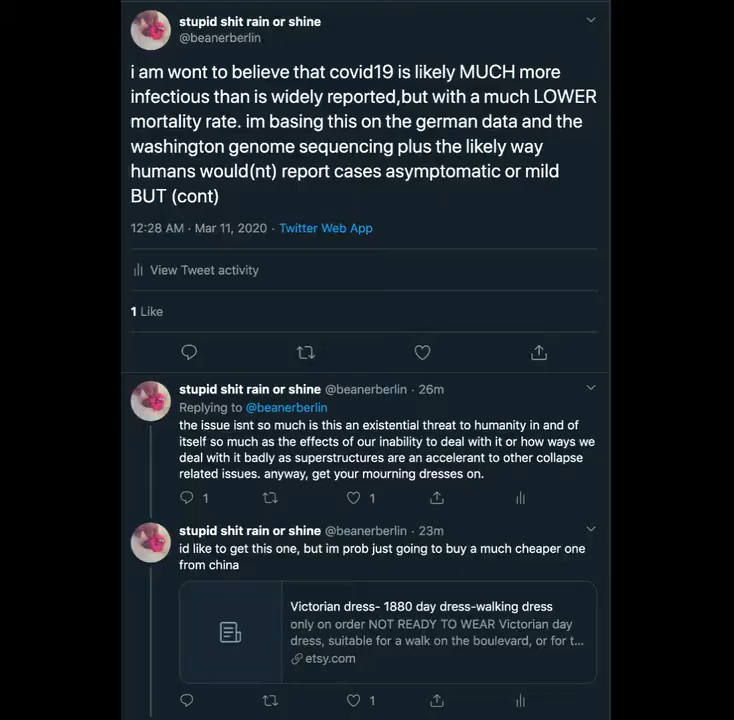 stupid shit rain or shine
@beanerberlin
i am wont to believe that covid19 is likely MUCH more
infectious than is widely reported,but with a much LOWER
mortality rate. im basing this on the german data and the
washington genome sequencing plus the likely way
humans would(nt) report cases asymptomatic or mild
BUT (cont)
12:28 AM · Mar 11, 2020 · Twitter Web App
View Tweet activity
1 Like
stupid shit rain or shine @beanerberlin · 26m
Replying to @beanerberlin
the issue isnt so much is this an existential threat to humanity in and of
itself so much as the effects of our inability to deal with it or how ways we
deal with it badly as superstructures are an accelerant to other collapse
related issues. anyway, get your mourning dresses on.
1 1
stupid shit rain or shine @beanerberlin · 23m
id like to get this one, but im prob just going to buy a much cheaper one
from china
Victorian dress- 1880 day dress-walking dress
only on order NOT READY TO WEAR Victorian day
dress, suitable for a walk on the boulevard, or for t...
etsy.com
1